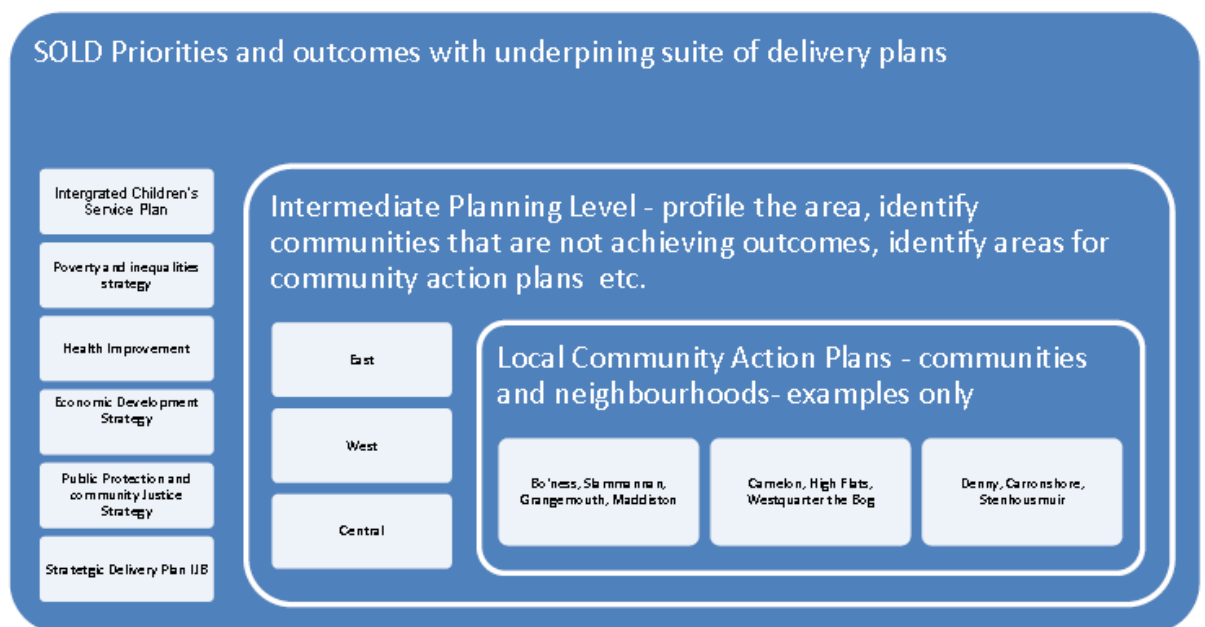 SOLD Priorities and outcomes with underpining suite of delivery plans
Intergrated Children's
Service Plan
Poverty and inequalities
strategy
Health Improvement
Economic Development
Strategy
Public Protection and
community Justice
Strategy
Stratetgic Delivery Plan IJB
Intermediate Planning Level - profile the area, identify
communities that are not achieving outcomes, identify areas for
community action plans etc.
East
West
Central
Local Community Action Plans - communities
and neighbourhoods- examples only
Bo'ness, Slammannan,
Grangemouth, Maddiston
Camelon, High Flats,
Westquarter the Bog
Denny, Carronshore,
Stenhousmuir